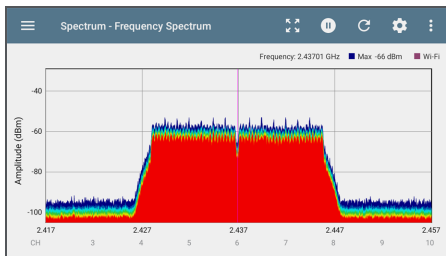 Spectrum - Frequency Spectrum
Frequency: 2.43701 GHz Max -66 dBm Wi-Fi
Amplitude (dBm)
-40
-60
-80
-100
2.417 2.427 2.437 2.447 2.457
CH 3 4 5 6 7 8 9 10